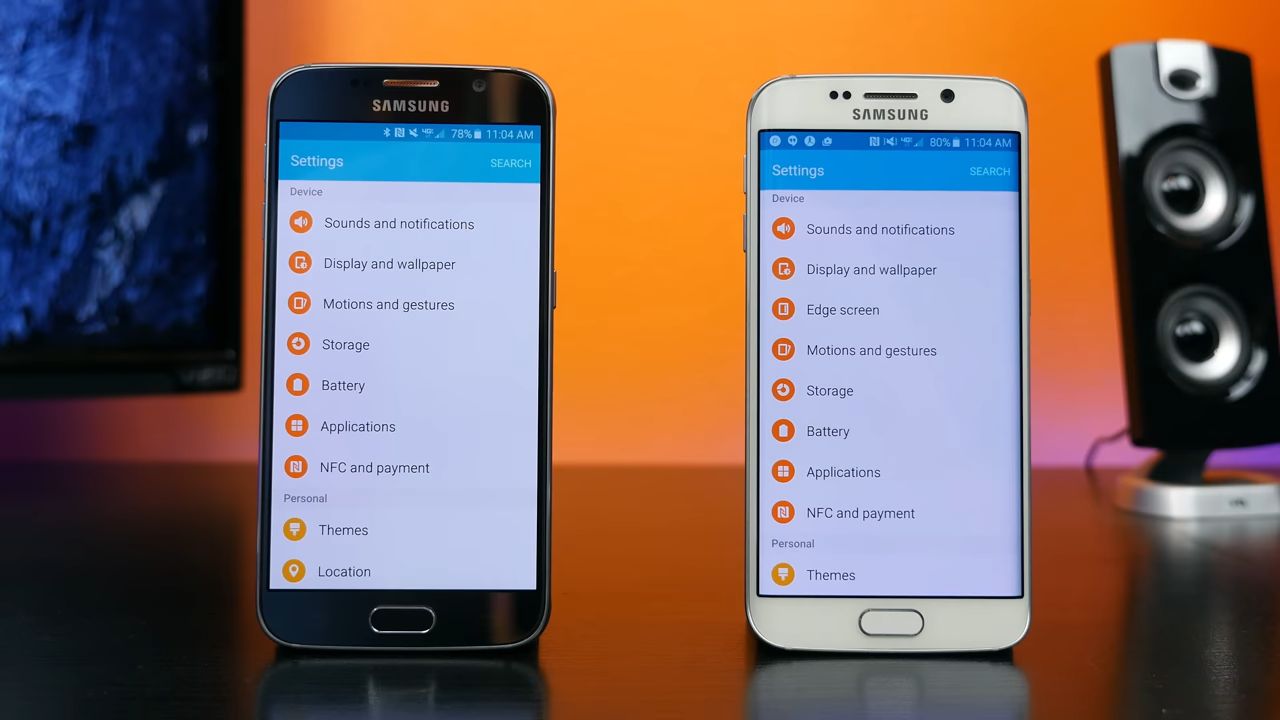 SAMSUNG
78% 11:04 AM
Settings
SEARCH
Device
Sounds and notifications
Display and wallpaper
Motions and gestures
Storage
Battery
Applications
NFC and payment
Personal
Themes
Location
SAMSUNG
80% 11:04 AM
Settings
SEARCH
Device
Sounds and notifications
Display and wallpaper
Edge screen
Motions and gestures
Storage
Battery
Applications
NFC and payment
Personal
Themes